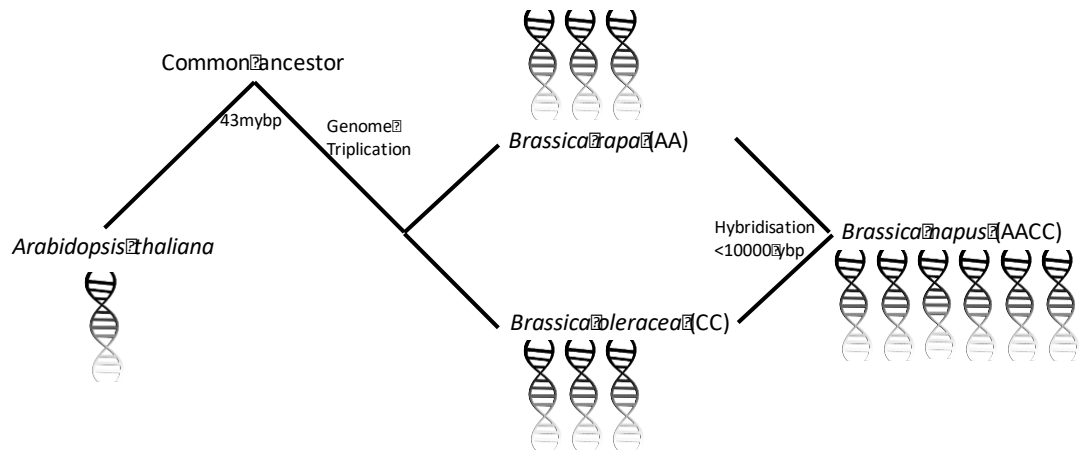 Common ancestor
43mybp
Genome
Triplication
Brassica rapa (AA)
Arabidopsis thaliana
Hybridisation
<10000 ybp
Brassica napus (AACC)
Brassica oleracea (CC)